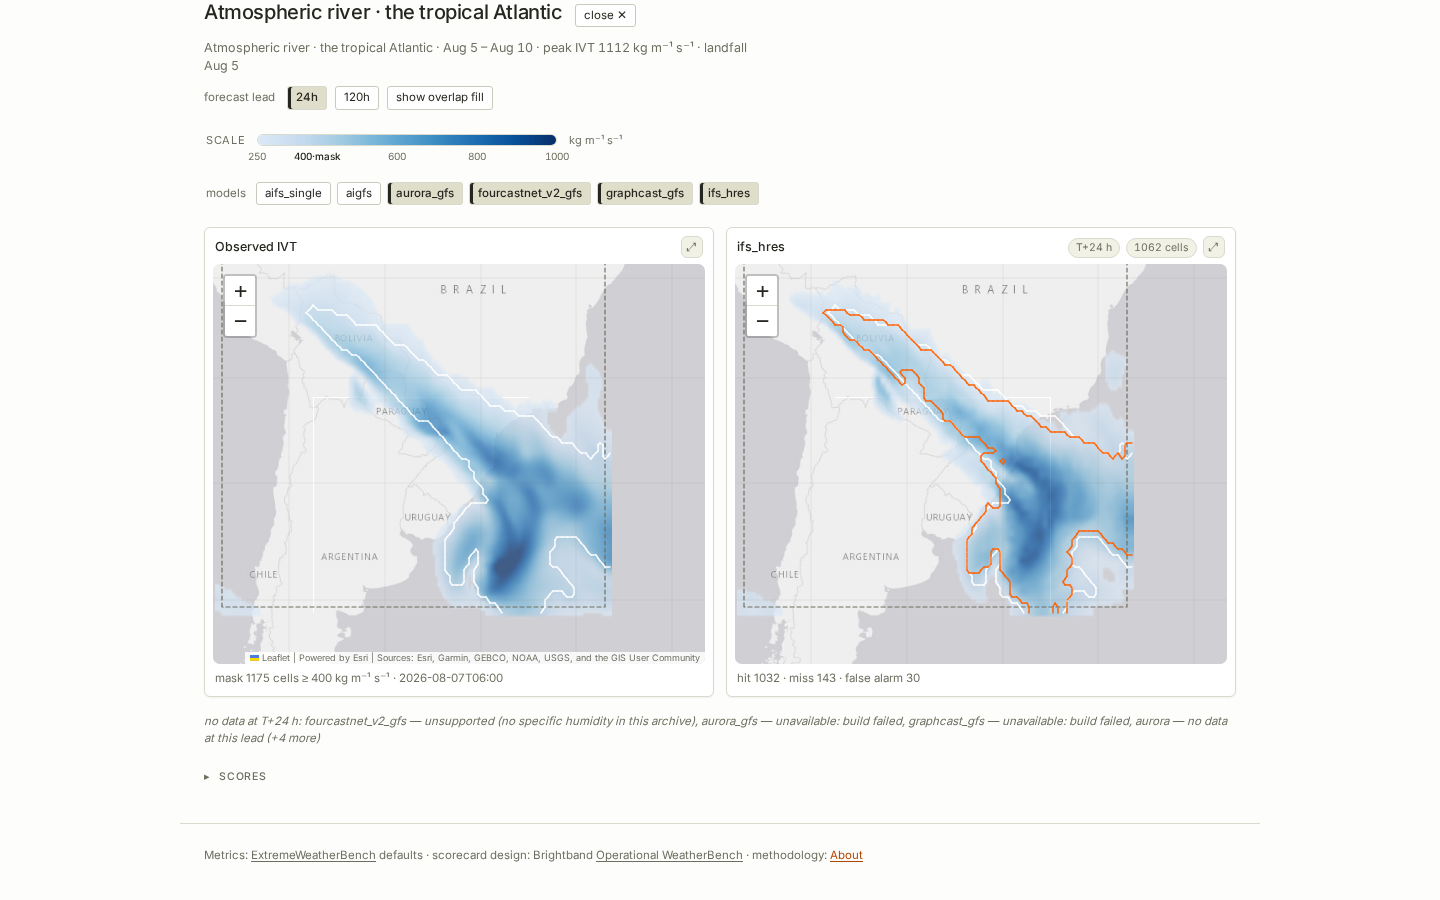 Atmospheric river · the tropical Atlantic close ✕
Atmospheric river · the tropical Atlantic · Aug 5 – Aug 10 · peak IVT 1112 kg m⁻¹ s⁻¹ · landfall
Aug 5
forecast lead 24h 120h show overlap fill
SCALE kg m⁻¹ s⁻¹
250 400·mask 600 800 1000
models aifs_single aigfs aurora_gfs fourcastnet_v2_gfs graphcast_gfs ifs_hres
Observed IVT ⤢
+
−
BRAZIL
BOLIVIA
PARAGUAY
URUGUAY
ARGENTINA
CHILE
Leaflet | Powered by Esri | Sources: Esri, Garmin, GEBCO, NOAA, USGS, and the GIS User Community
mask 1175 cells ≥ 400 kg m⁻¹ s⁻¹ · 2026-08-07T06:00
ifs_hres T+24 h 1062 cells ⤢
+
−
BRAZIL
BOLIVIA
PARAGUAY
URUGUAY
ARGENTINA
CHILE
hit 1032 · miss 143 · false alarm 30
no data at T+24 h: fourcastnet_v2_gfs — unsupported (no specific humidity in this archive), aurora_gfs — unavailable: build failed, graphcast_gfs — unavailable: build failed, aurora — no data
at this lead (+4 more)
▸ SCORES
Metrics: ExtremeWeatherBench defaults · scorecard design: Brightband Operational WeatherBench · methodology: About